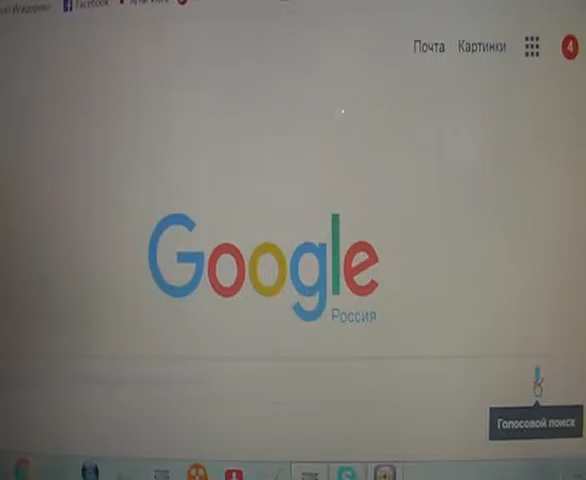 Facebook
Почта Картинки
4
Google
Россия
Голосовой поиск